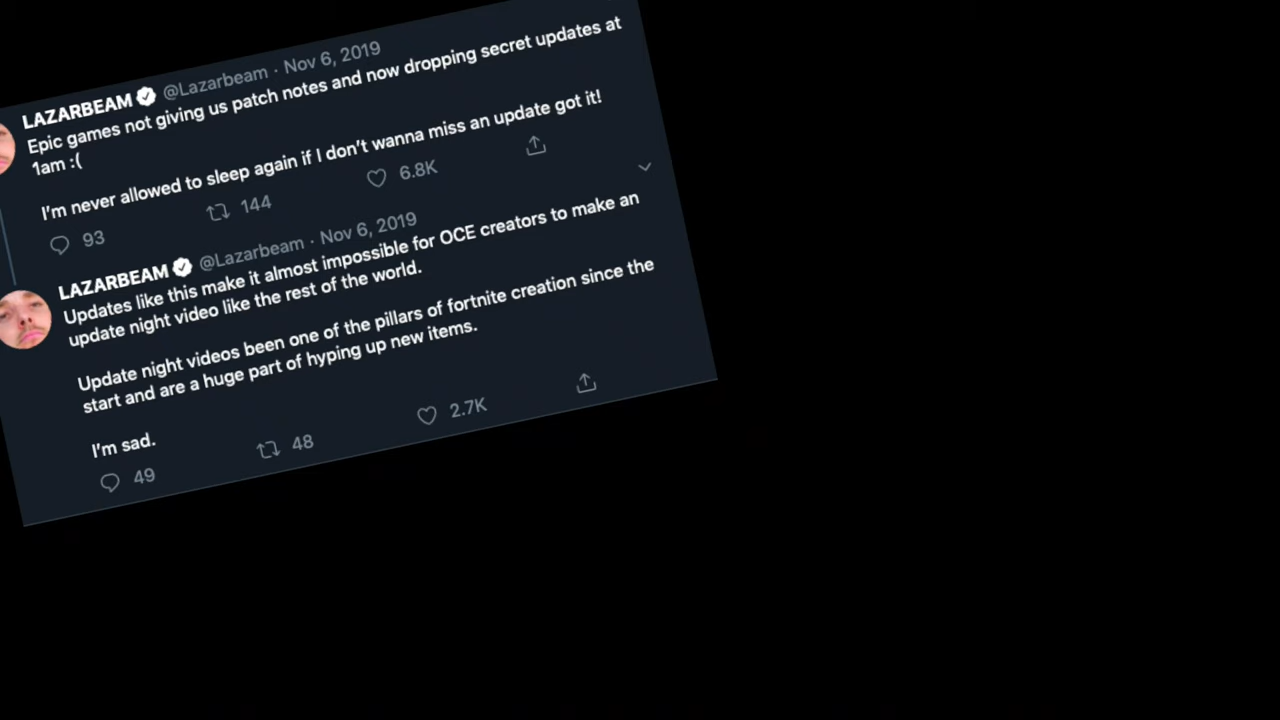 LAZARBEAM @Lazarbeam · Nov 6, 2019
Epic games not giving us patch notes and now dropping secret updates at
1am :(
I'm never allowed to sleep again if I don't wanna miss an update got it!
93 144 6.8K
LAZARBEAM @Lazarbeam · Nov 6, 2019
Updates like this make it almost impossible for OCE creators to make an
update night video like the rest of the world.
Update night videos been one of the pillars of fortnite creation since the
start and are a huge part of hyping up new items.
I'm sad.
49 48 2.7K